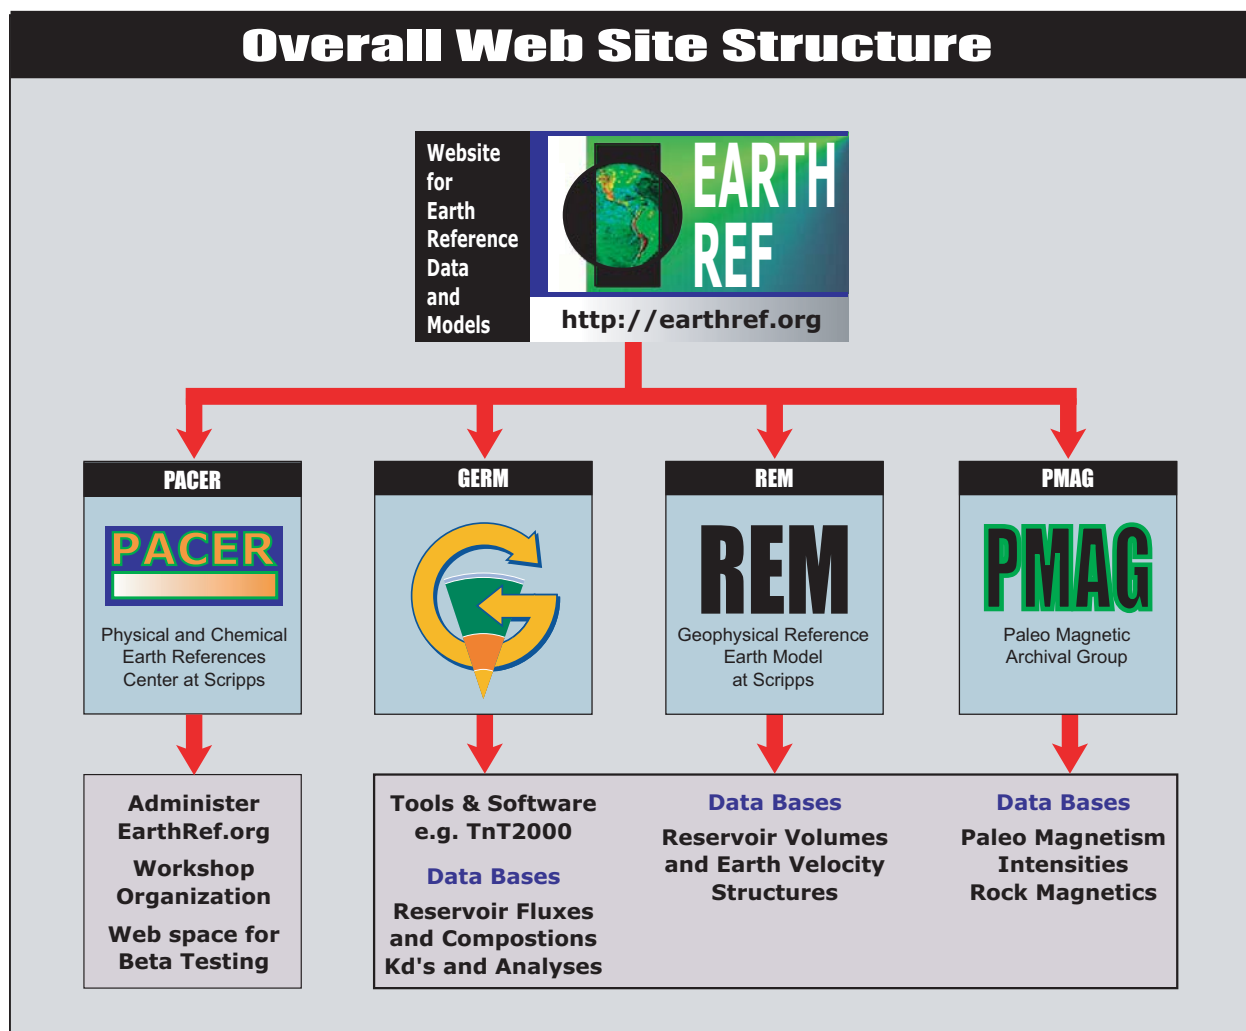 Overall Web Site Structure
Website
for
Earth
Reference
Data
and
Models
EARTH
REF
http://earthref.org
PACER
PACER
Physical and Chemical
Earth References
Center at Scripps
GERM
REM
REM
Geophysical Reference
Earth Model
at Scripps
PMAG
PMAG
Paleo Magnetic
Archival Group
Administer
EarthRef.org
Workshop
Organization
Web space for
Beta Testing
Tools & Software
e.g. TnT2000
Data Bases
Reservoir Fluxes
and Compostions
Kd's and Analyses
Data Bases
Reservoir Volumes
and Earth Velocity
Structures
Data Bases
Paleo Magnetism
Intensities
Rock Magnetics